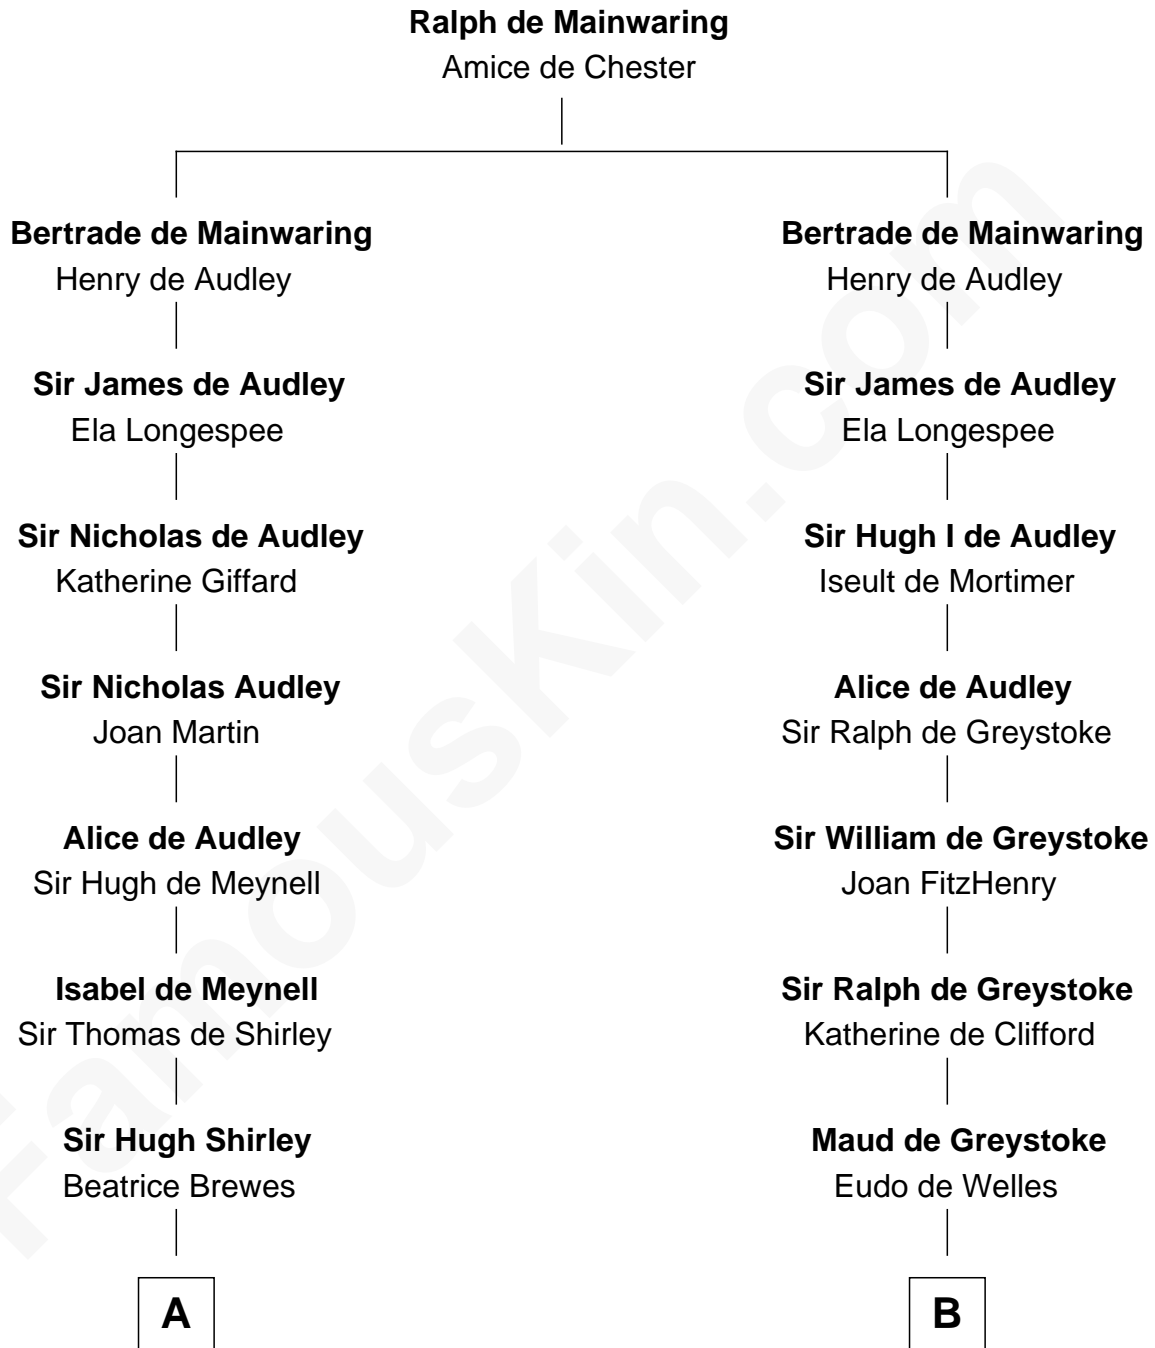 Ralph de Mainwaring
Amice de Chester
Bertrade de Mainwaring
Henry de Audley
Bertrade de Mainwaring
Henry de Audley
Sir James de Audley
Ela Longespee
Sir James de Audley
Ela Longespee
Sir Nicholas de Audley
Katherine Giffard
Sir Hugh I de Audley
Iseult de Mortimer
Sir Nicholas Audley
Joan Martin
Alice de Audley
Sir Ralph de Greystoke
Alice de Audley
Sir Hugh de Meynell
Sir William de Greystoke
Joan FitzHenry
Isabel de Meynell
Sir Thomas de Shirley
Sir Ralph de Greystoke
Katherine de Clifford
Sir Hugh Shirley
Beatrice Brewes
Maud de Greystoke
Eudo de Welles
A
B
FamousKin.com